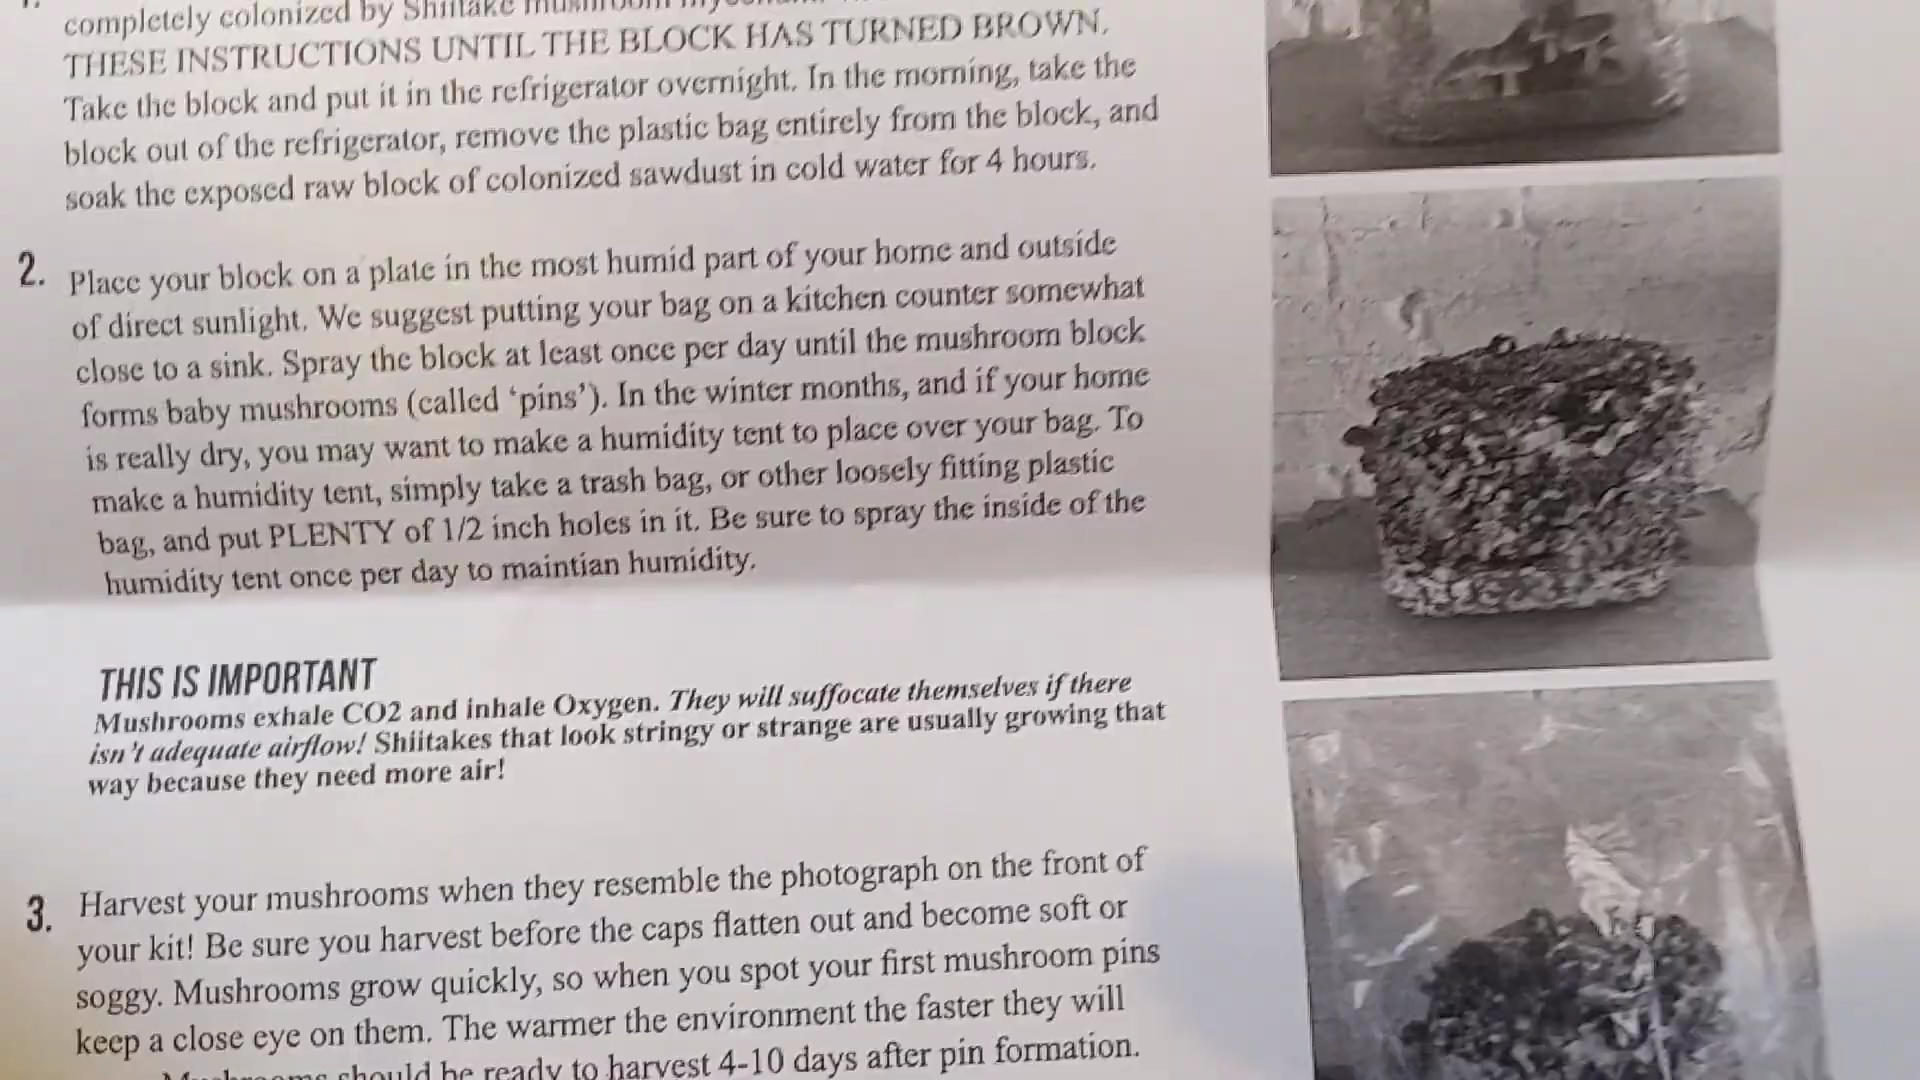 completely colonized by Shiitake mushroom
THESE INSTRUCTIONS UNTIL THE BLOCK HAS TURNED BROWN.
Take the block and put it in the refrigerator overnight. In the morning, take the
block out of the refrigerator, remove the plastic bag entirely from the block, and
soak the exposed raw block of colonized sawdust in cold water for 4 hours.
2. Place your block on a plate in the most humid part of your home and outside
of direct sunlight. We suggest putting your bag on a kitchen counter somewhat
close to a sink. Spray the block at least once per day until the mushroom block
forms baby mushrooms (called ‘pins’). In the winter months, and if your home
is really dry, you may want to make a humidity tent to place over your bag. To
make a humidity tent, simply take a trash bag, or other loosely fitting plastic
bag, and put PLENTY of 1/2 inch holes in it. Be sure to spray the inside of the
humidity tent once per day to maintian humidity.
THIS IS IMPORTANT
Mushrooms exhale CO2 and inhale Oxygen. They will suffocate themselves if there
isn't adequate airflow! Shiitakes that look stringy or strange are usually growing that
way because they need more air!
3. Harvest your mushrooms when they resemble the photograph on the front of
your kit! Be sure you harvest before the caps flatten out and become soft or
soggy. Mushrooms grow quickly, so when you spot your first mushroom pins
keep a close eye on them. The warmer the environment the faster they will
Mushrooms should be ready to harvest 4-10 days after pin formation.